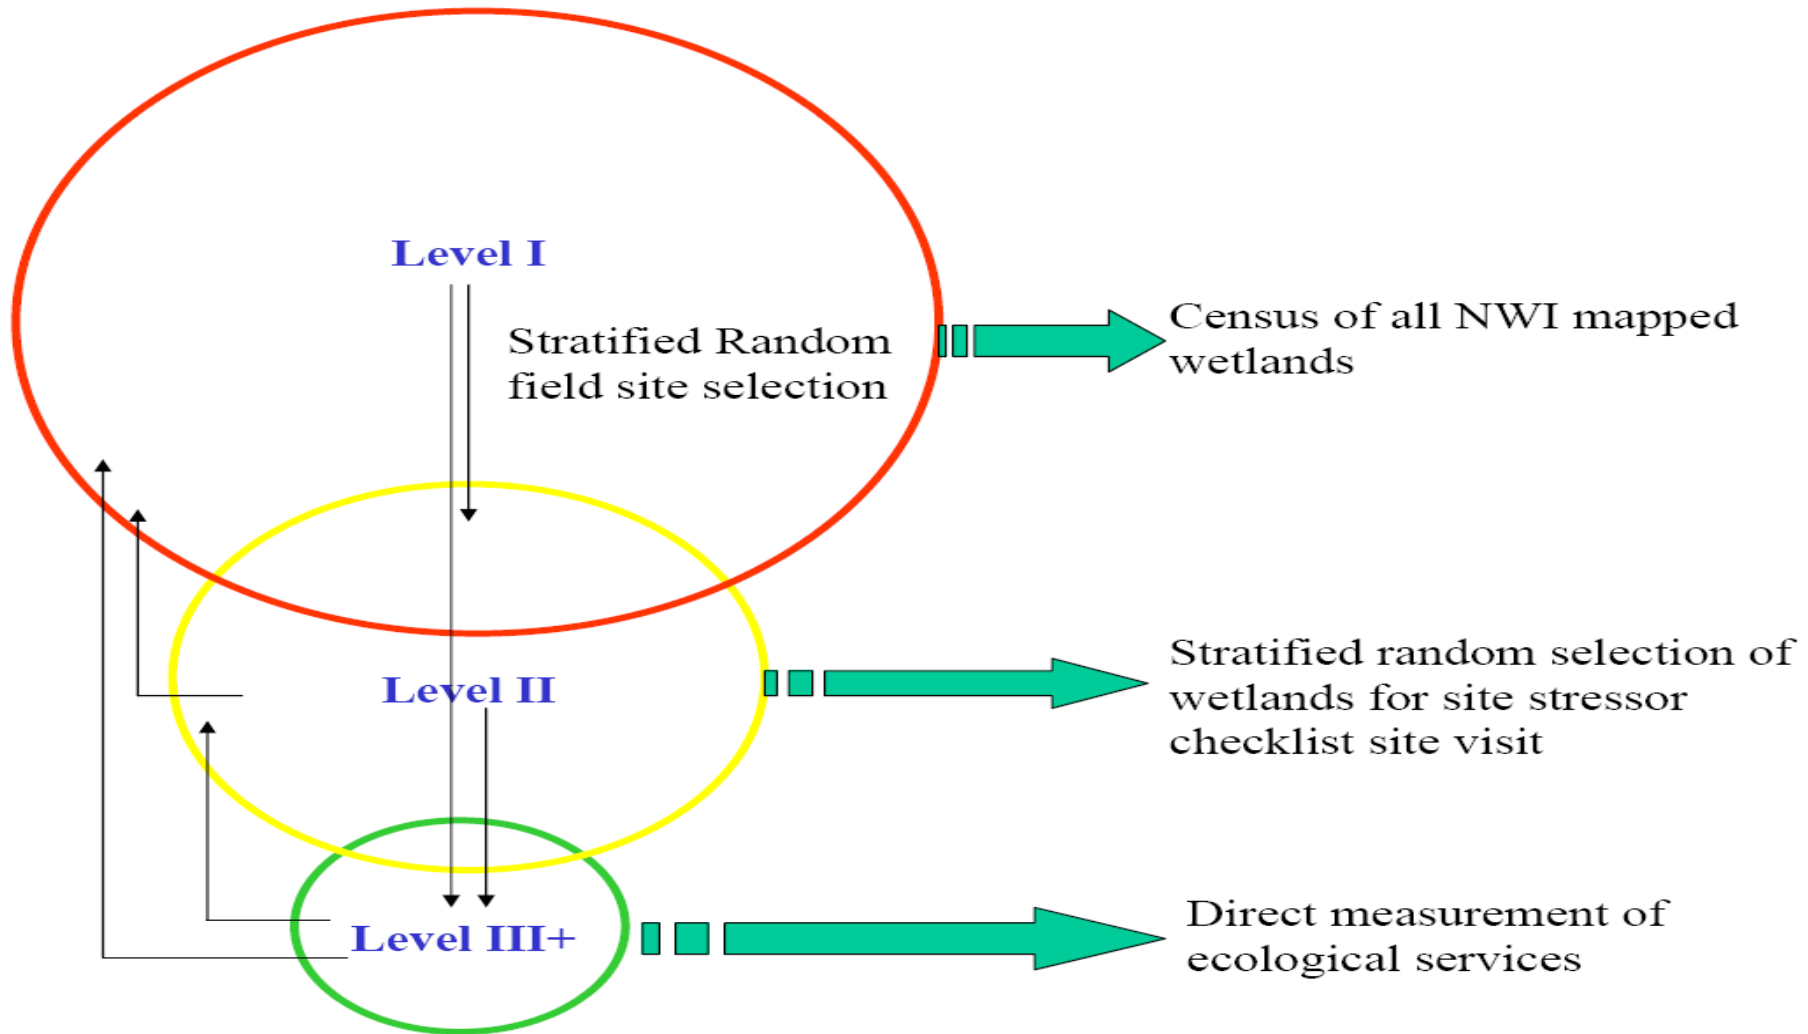 Level I
Stratified Random
field site selection
Census of all NWI mapped
wetlands
Level II
Stratified random selection of
wetlands for site stressor
checklist site visit
Level III+
Direct measurement of
ecological services